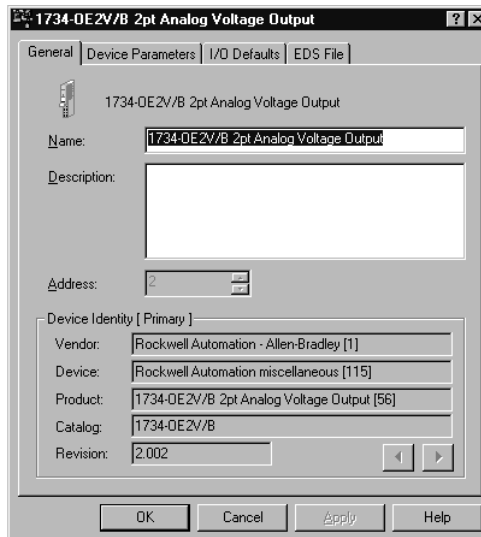 1734-OE2V/B 2pt Analog Voltage Output
General Device Parameters I/O Defaults EDS File
1734-OE2V/B 2pt Analog Voltage Output
Name: 1734-OE2V/B 2pt Analog Voltage Output
Description:
Address: 2
Device Identity [ Primary ]
Vendor: Rockwell Automation - Allen-Bradley [1]
Device: Rockwell Automation miscellaneous [115]
Product: 1734-OE2V/B 2pt Analog Voltage Output [56]
Catalog: 1734-OE2V/B
Revision: 2.002
OK Cancel Apply Help